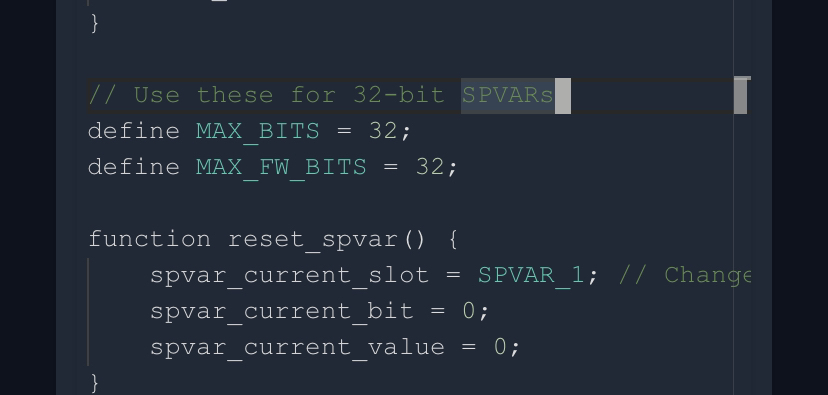 }
// Use these for 32-bit SPVARs
define MAX_BITS = 32;
define MAX_FW_BITS = 32;
function reset_spvar() {
    spvar_current_slot = SPVAR_1; // Change
    spvar_current_bit = 0;
    spvar_current_value = 0;
}